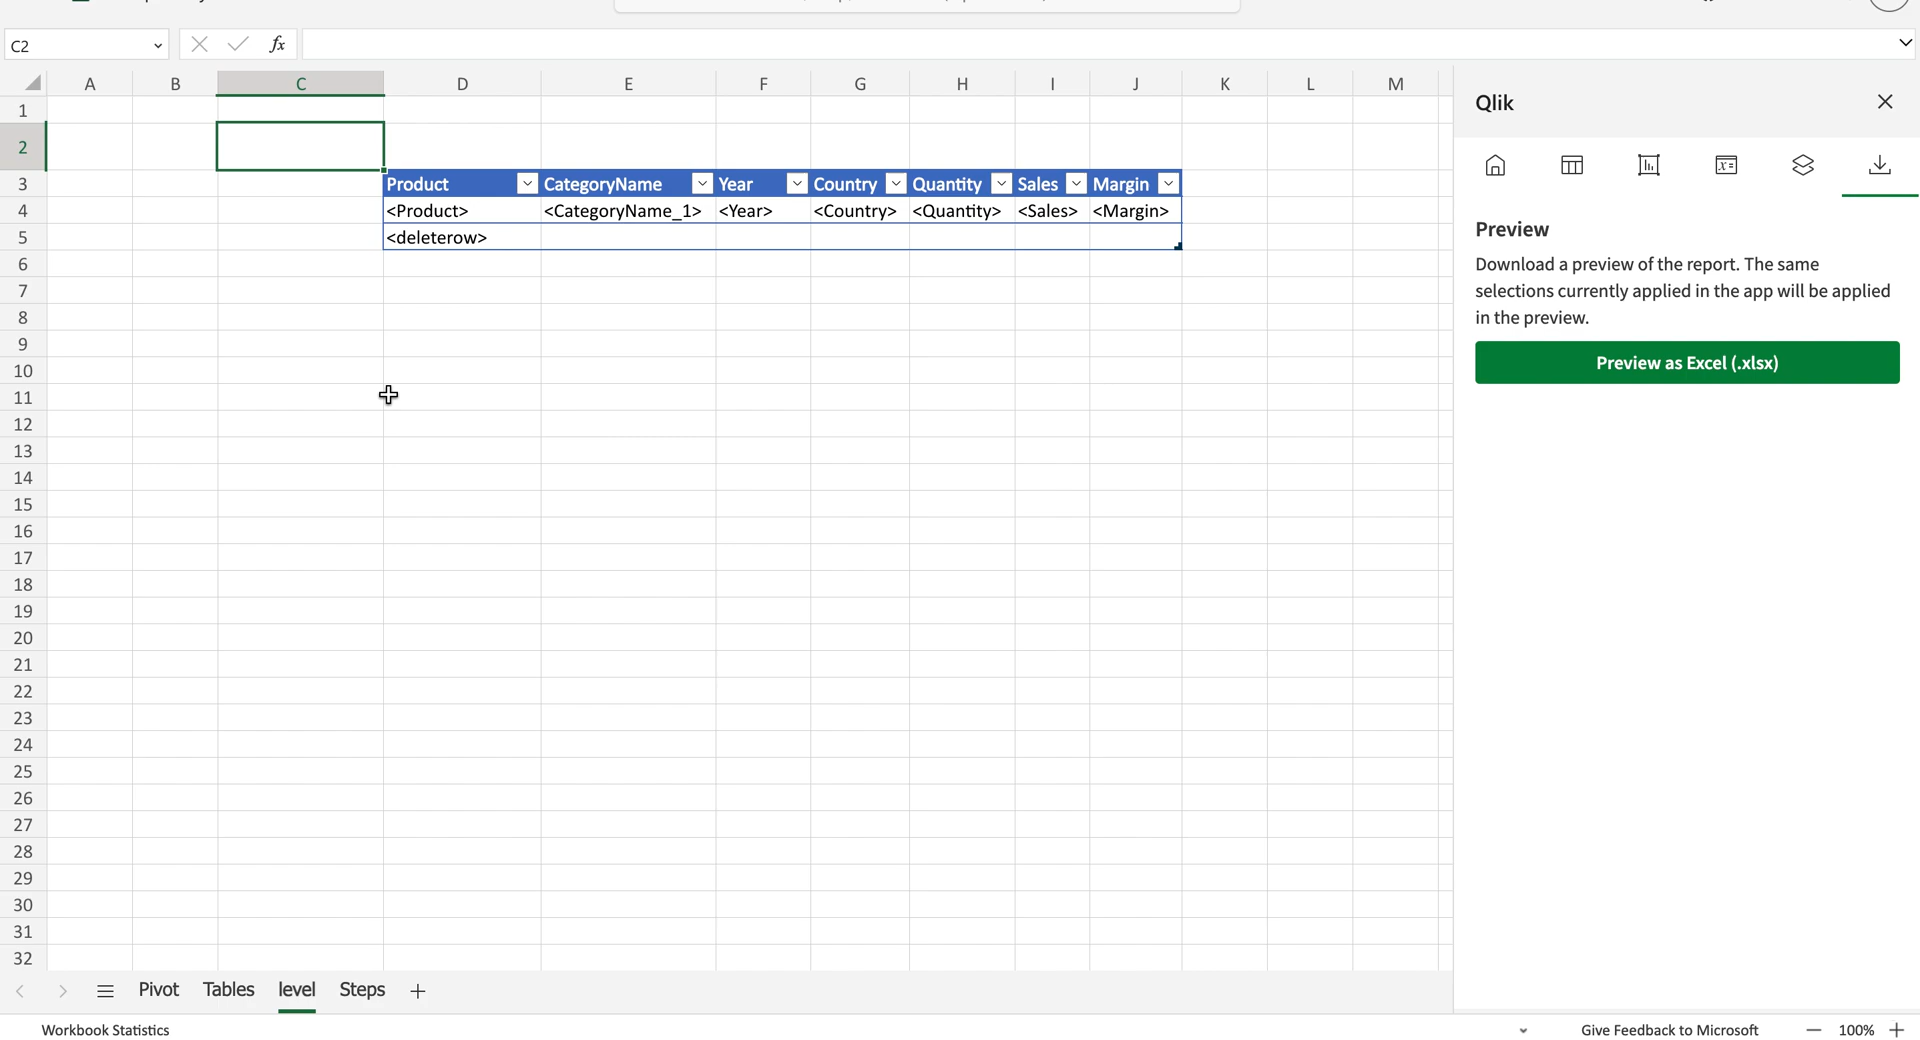 C2
fx
A B C D E F G H I J K L M
Qlik
1
2
3 Product CategoryName Year Country Quantity Sales Margin
4 <Product> <CategoryName_1> <Year> <Country> <Quantity> <Sales> <Margin>
5 <deleterow>
6
7
8
9
10
11
12
13
14
15
16
17
18
19
20
21
22
23
24
25
26
27
28
29
30
31
32
Preview
Download a preview of the report. The same
selections currently applied in the app will be applied
in the preview.
Preview as Excel (.xlsx)
Pivot Tables level Steps
Workbook Statistics
Give Feedback to Microsoft
100%